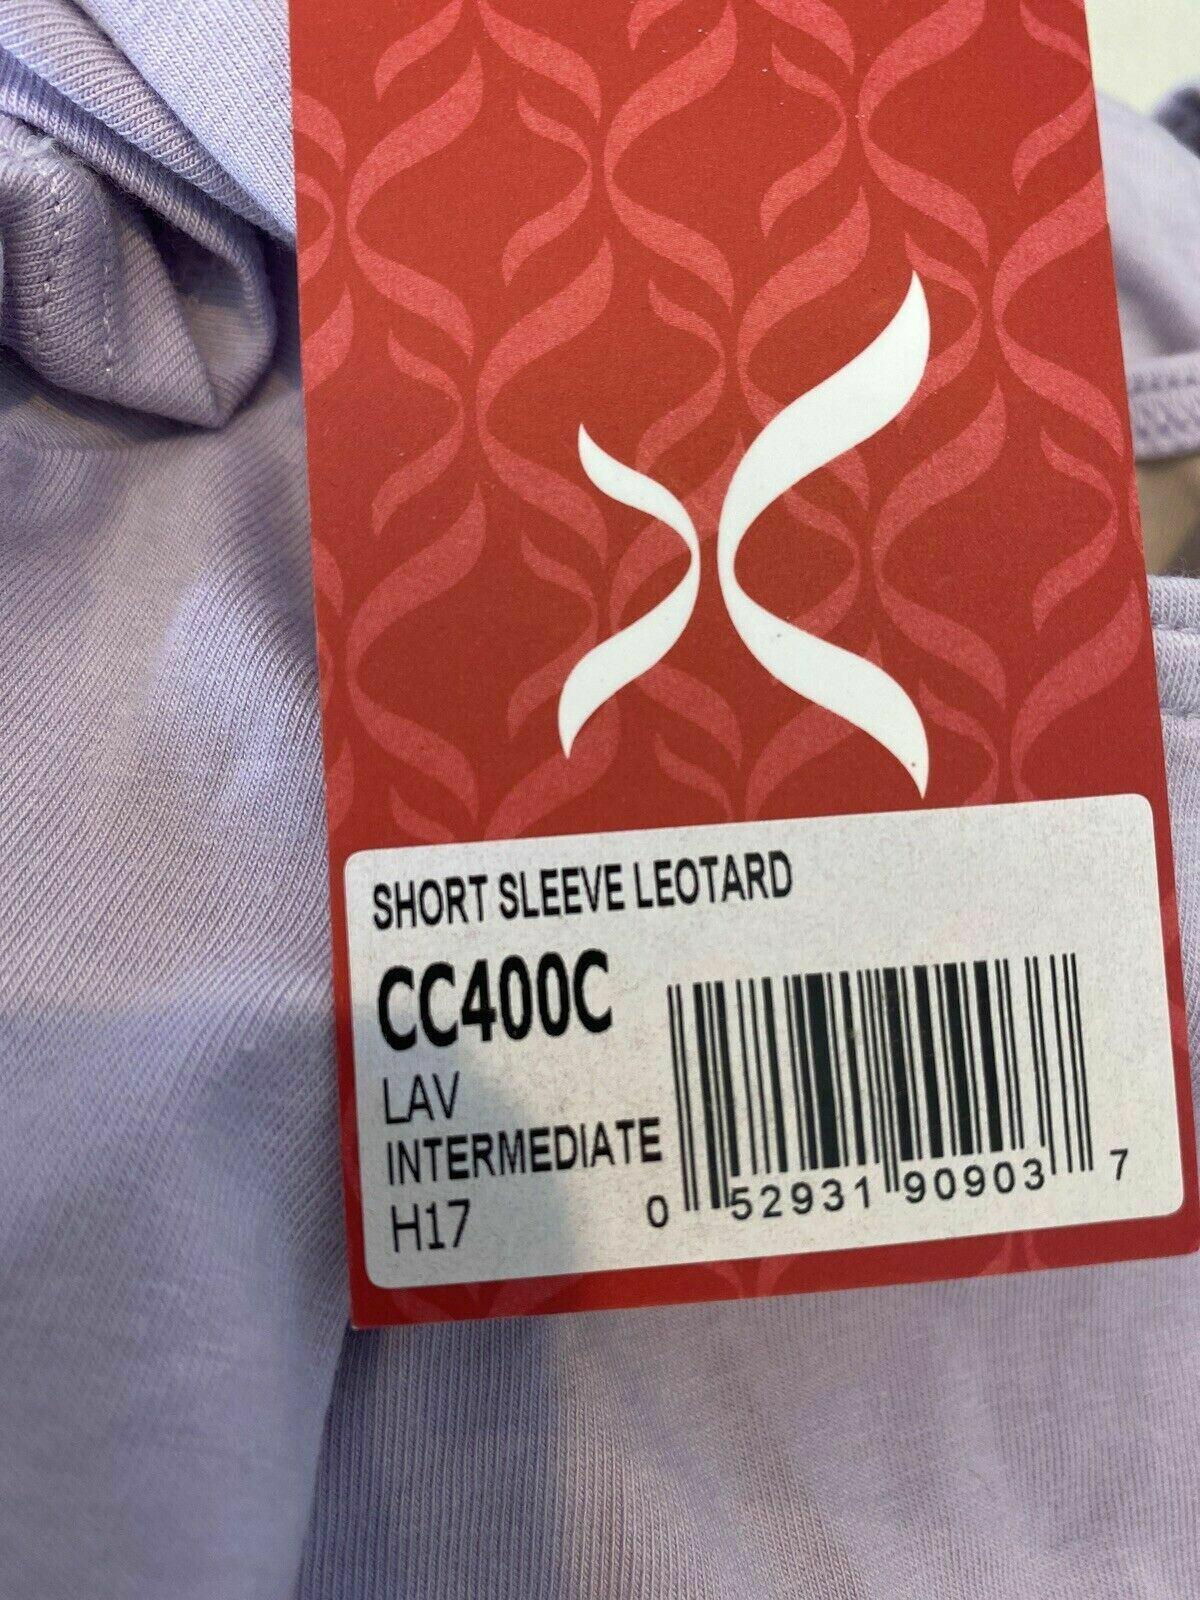 SHORT SLEEVE LEOTARD
CC400C
LAV
INTERMEDIATE
H17
0 52931 90903 7